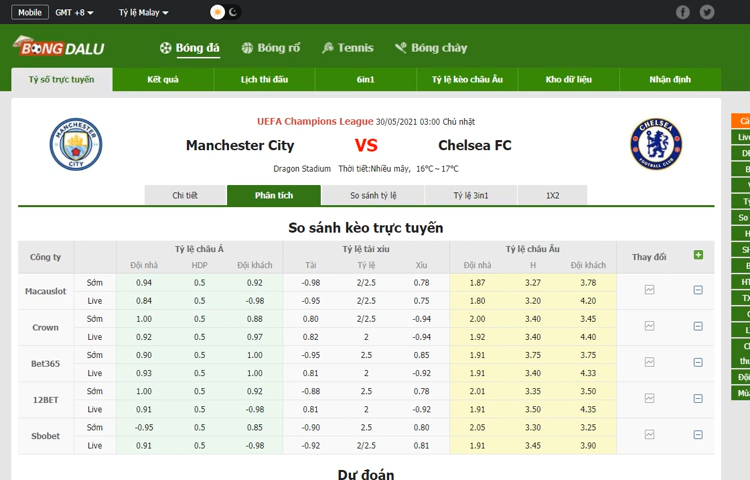 Mobile GMT +8 Tỷ lệ Malay
BONGDALU Bóng đá Bóng rổ Tennis Bóng chày
Tỷ số trực tuyến Kết quả Lịch thi đấu 6in1 Tỷ lệ kèo châu Âu Kho dữ liệu Nhận định
UEFA Champions League 30/05/2021 03:00 Chủ nhật
MANCHESTER CITY Manchester City VS Chelsea FC CHELSEA
Dragon Stadium Thời tiết:Nhiều mây, 16℃~17℃
Chi tiết Phân tích So sánh tỷ lệ Tỷ lệ 3in1 1X2
So sánh kèo trực tuyến
Công ty Tỷ lệ châu Á Tỷ lệ tài xỉu Tỷ lệ châu Âu Thay đổi
Đội nhà HDP Đội khách Tài Tỷ lệ Xỉu Đội nhà H Đội khách
Macauslot Sớm 0.94 0.5 0.92 -0.98 2/2.5 0.78 1.87 3.27 3.78
Live 0.84 0.5 -0.98 -0.95 2/2.5 0.75 1.80 3.20 4.20
Crown Sớm 1.00 0.5 0.88 0.80 2/2.5 -0.94 2.00 3.40 3.45
Live 0.92 0.5 0.97 0.82 2 -0.94 1.92 3.40 4.40
Bet365 Sớm 0.90 0.5 1.00 -0.95 2.5 0.85 1.91 3.75 3.75
Live 0.93 0.5 1.00 0.81 2 -0.92 1.91 3.40 4.33
12BET Sớm 1.00 0.5 0.92 -0.88 2.5 0.78 2.01 3.35 3.50
Live 0.91 0.5 -0.98 0.81 2 -0.92 1.91 3.50 4.35
Sbobet Sớm -0.95 0.5 0.85 -0.90 2.5 0.80 2.05 3.30 3.25
Live 0.91 0.5 -0.98 -0.92 2/2.5 0.81 1.91 3.45 3.90
Dự đoán